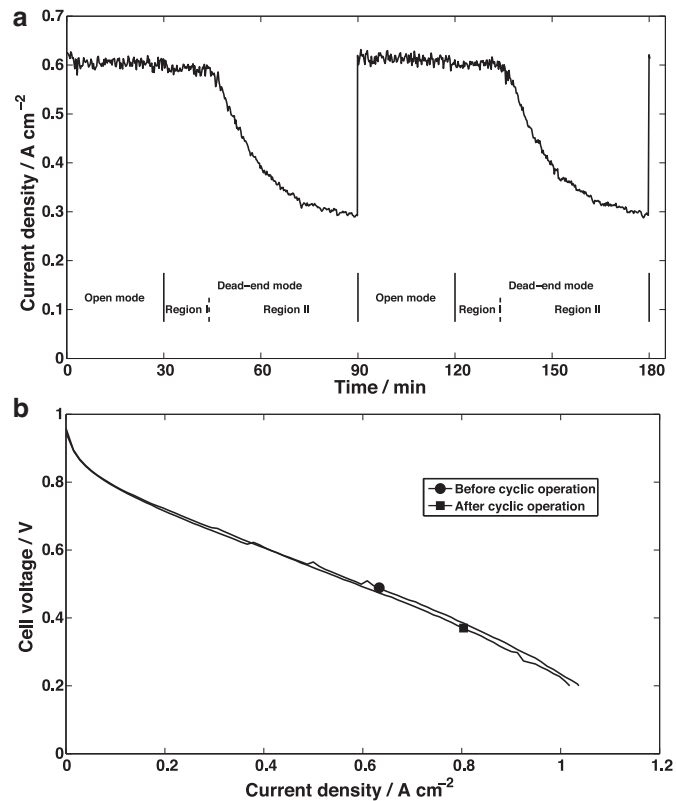 a
0.7
0.6
0.5
0.4
0.3
0.2
0.1
0
Current density / A cm−2
Open mode
Dead−end mode
Region I
Region II
Open mode
Dead−end mode
Region I
Region II
0 30 60 90 120 150 180
Time / min
b
1
0.8
0.6
0.4
0.2
0
Cell voltage / V
Before cyclic operation
After cyclic operation
0 0.2 0.4 0.6 0.8 1 1.2
Current density / A cm−2